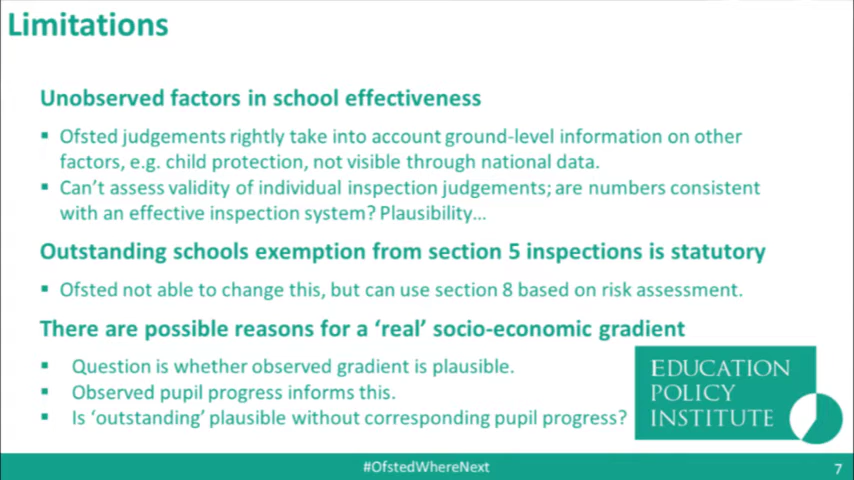 Limitations
Unobserved factors in school effectiveness
▪ Ofsted judgements rightly take into account ground-level information on other
factors, e.g. child protection, not visible through national data.
▪ Can't assess validity of individual inspection judgements; are numbers consistent
with an effective inspection system? Plausibility...
Outstanding schools exemption from section 5 inspections is statutory
▪ Ofsted not able to change this, but can use section 8 based on risk assessment.
There are possible reasons for a 'real' socio-economic gradient
▪ Question is whether observed gradient is plausible.
▪ Observed pupil progress informs this.
▪ Is 'outstanding' plausible without corresponding pupil progress?
EDUCATION
POLICY
INSTITUTE
#OfstedWhereNext
7